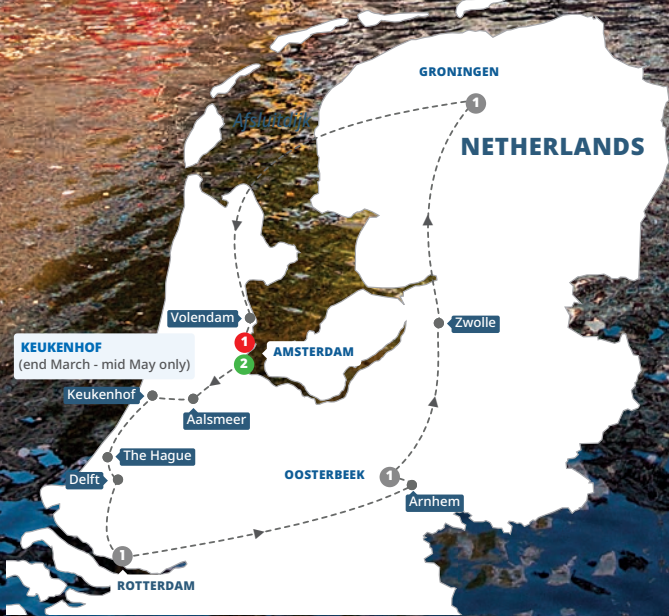 GRONINGEN
1
Afsluitdijk
NETHERLANDS
Volendam
1
AMSTERDAM
2
Zwolle
KEUKENHOF
(end March - mid May only)
Keukenhof
Aalsmeer
The Hague
Delft
OOSTERBEEK
1
Arnhem
1
ROTTERDAM